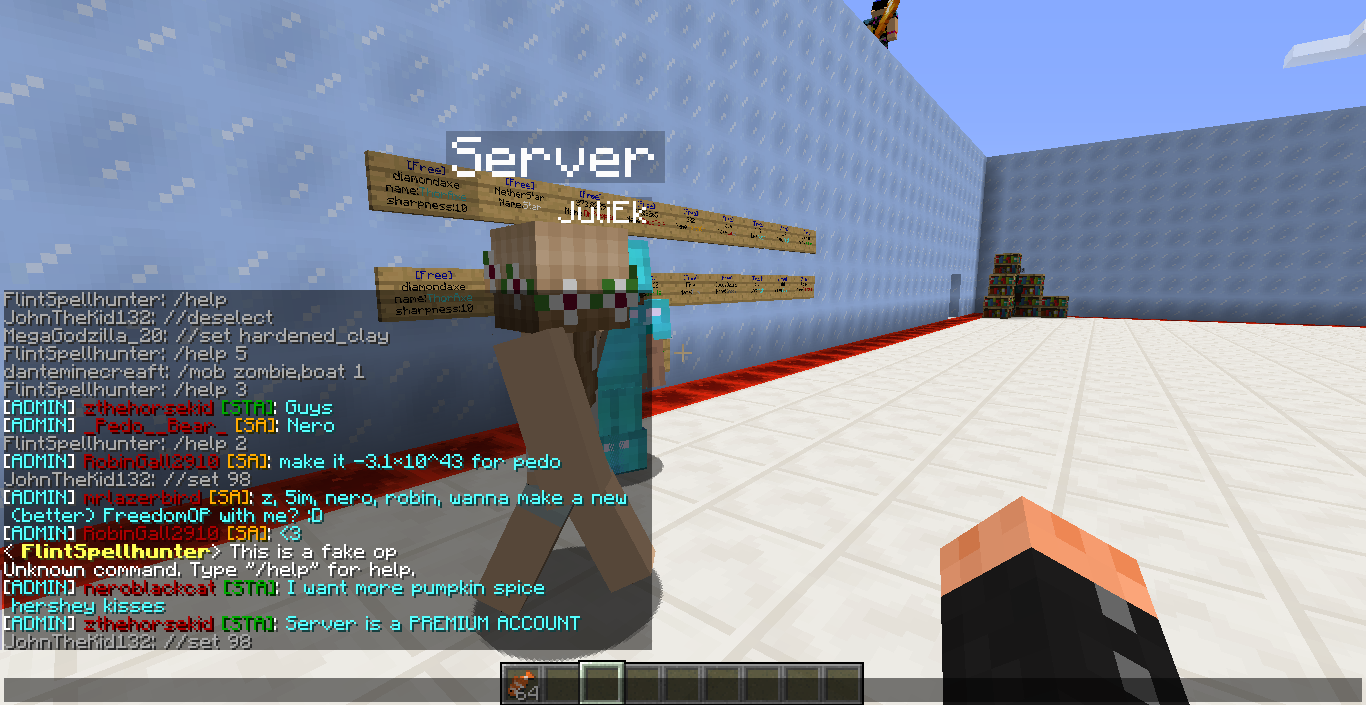 Server
JuliEk
[Free]
diamondaxe
name:
sharpness:10
[Free]
NetherStar
Name:Star
[Free]
diamondaxe
name:
sharpness:10
FlintSpellhunter: /help
JohnTheKid132: //deselect
MegaGodzilla_20: //set hardened_clay
FlintSpellhunter: /help 5
danteminecreaft: /mob zombie,boat 1
FlintSpellhunter: /help 3
[ADMIN] zthehorsekid [STA]: Guys
[ADMIN] _Pedo__Bear_ [SA]: Nero
FlintSpellhunter: /help 2
[ADMIN] RobinGall2910 [SA]: make it -3.1*10^43 for pedo
JohnTheKid132: //set 98
[ADMIN] mrlazerbird [SA]: z, 5im, nero, robin, wanna make a new
(better) FreedomOP with me? :D
[ADMIN] RobinGall2910 [SA]: <3
< FlintSpellhunter> This is a fake op
Unknown command. Type "/help" for help.
[ADMIN] neroblackcat [STA]: I want more pumpkin spice
hershey kisses
[ADMIN] zthehorsekid [STA]: Server is a PREMIUM ACCOUNT
JohnTheKid132: //set 98
64